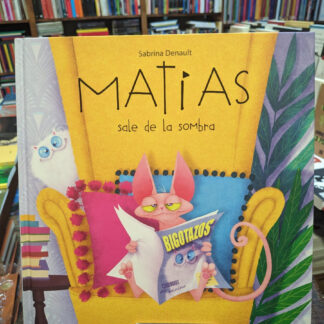 Sabrina Denault
MATiAS
sale de la sombra
BIGOTAZOS